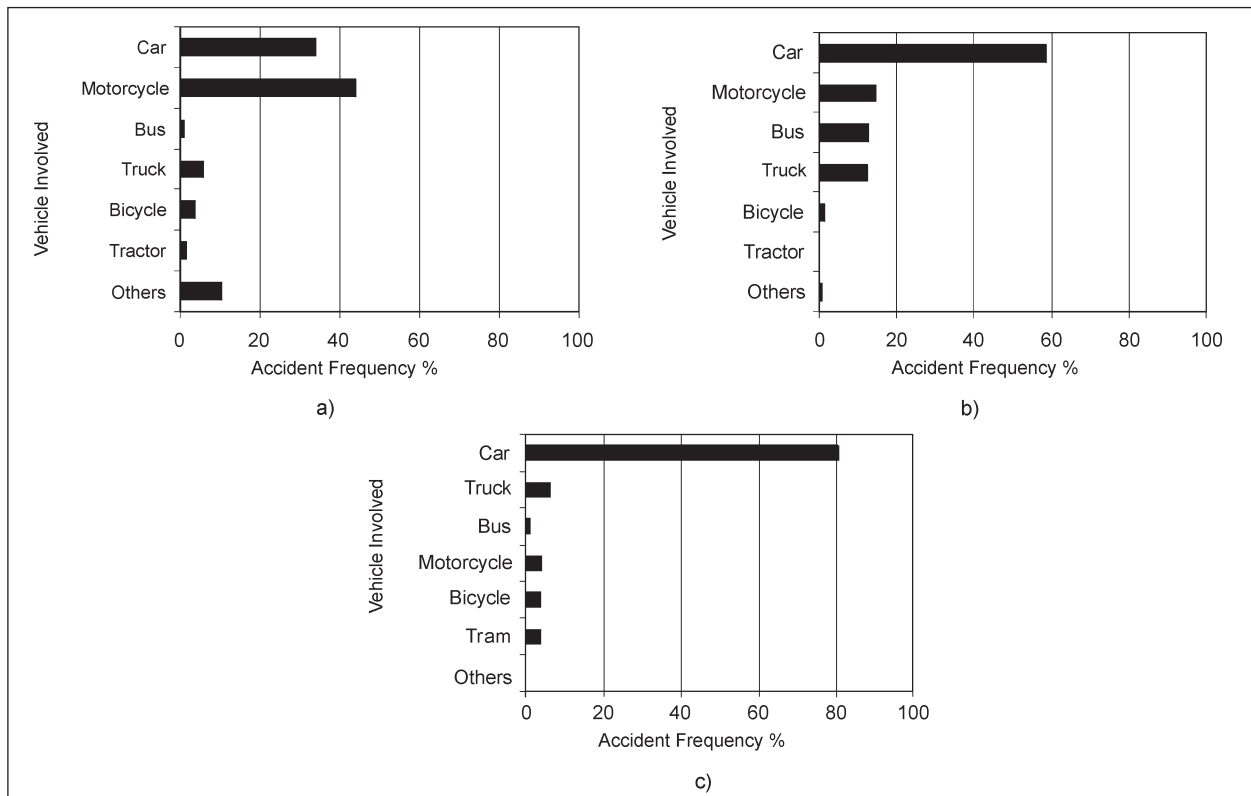 Vehicle Involved
Car
Motorcycle
Bus
Truck
Bicycle
Tractor
Others
0 20 40 60 80 100
Accident Frequency %
a)
Vehicle Involved
Car
Motorcycle
Bus
Truck
Bicycle
Tractor
Others
0 20 40 60 80 100
Accident Frequency %
b)
Vehicle Involved
Car
Truck
Bus
Motorcycle
Bicycle
Tram
Others
0 20 40 60 80 100
Accident Frequency %
c)